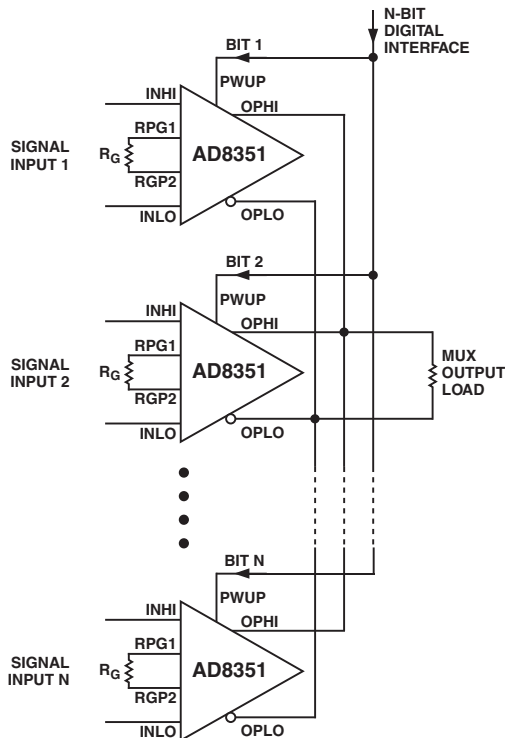 N-BIT
DIGITAL
INTERFACE
BIT 1
PWUP
INHI
OPHI
RPG1
SIGNAL
INPUT 1
RG
AD8351
RGP2
INLO
OPLO
BIT 2
PWUP
INHI
OPHI
RPG1
SIGNAL
INPUT 2
RG
AD8351
RGP2
MUX
OUTPUT
LOAD
INLO
OPLO
BIT N
PWUP
INHI
OPHI
RPG1
SIGNAL
INPUT N
RG
AD8351
RGP2
INLO
OPLO